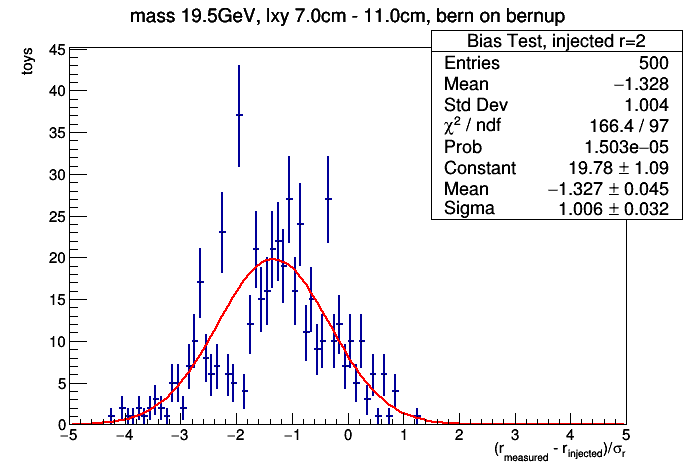 mass 19.5GeV, lxy 7.0cm - 11.0cm, bern on bernup
Bias Test, injected r=2
Entries 500
Mean −1.328
Std Dev 1.004
χ² / ndf 166.4 / 97
Prob 1.503e−05
Constant 19.78 ± 1.09
Mean −1.327 ± 0.045
Sigma 1.006 ± 0.032
toys
45
40
35
30
25
20
15
10
5
0
−5 −4 −3 −2 −1 0 1 2 3 4 5
(r_measured - r_injected)/σ_r